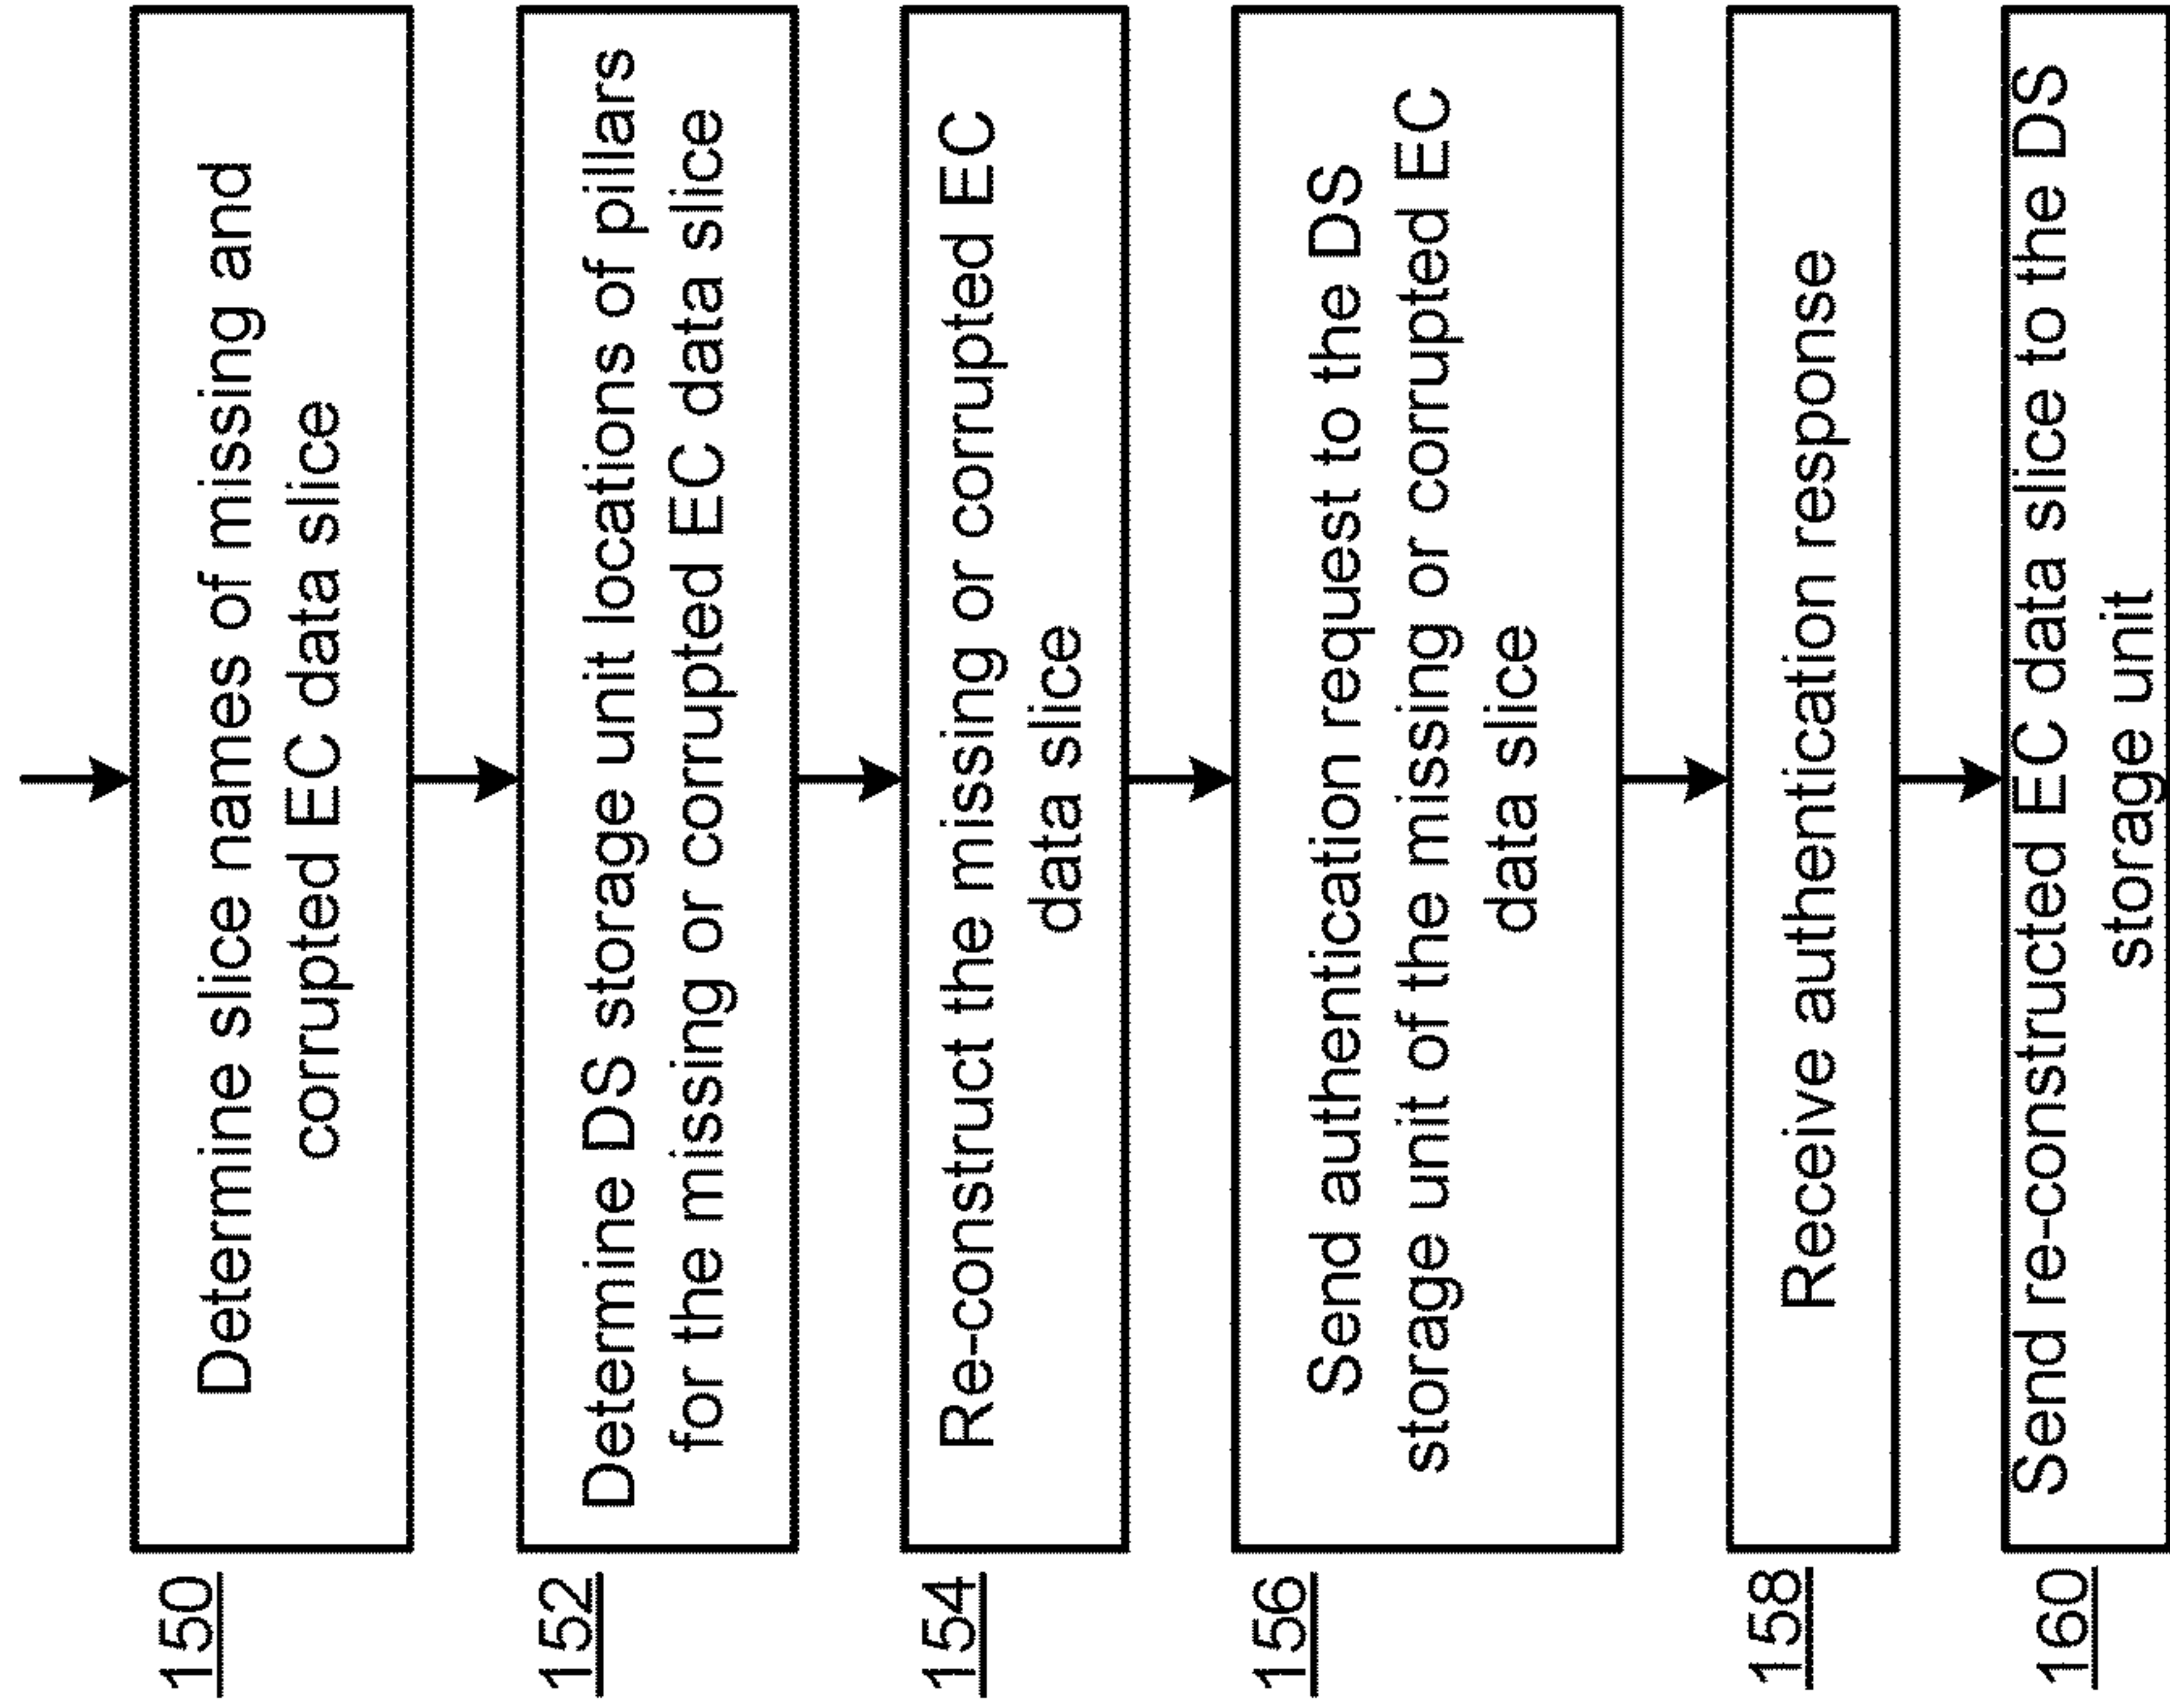 150
Determine slice names of missing and
corrupted EC data slice
152
Determine DS storage unit locations of pillars
for the missing or corrupted EC data slice
154
Re-construct the missing or corrupted EC
data slice
156
Send authentication request to the DS
storage unit of the missing or corrupted EC
data slice
158
Receive authentication response
160
Send re-constructed EC data slice to the DS
storage unit